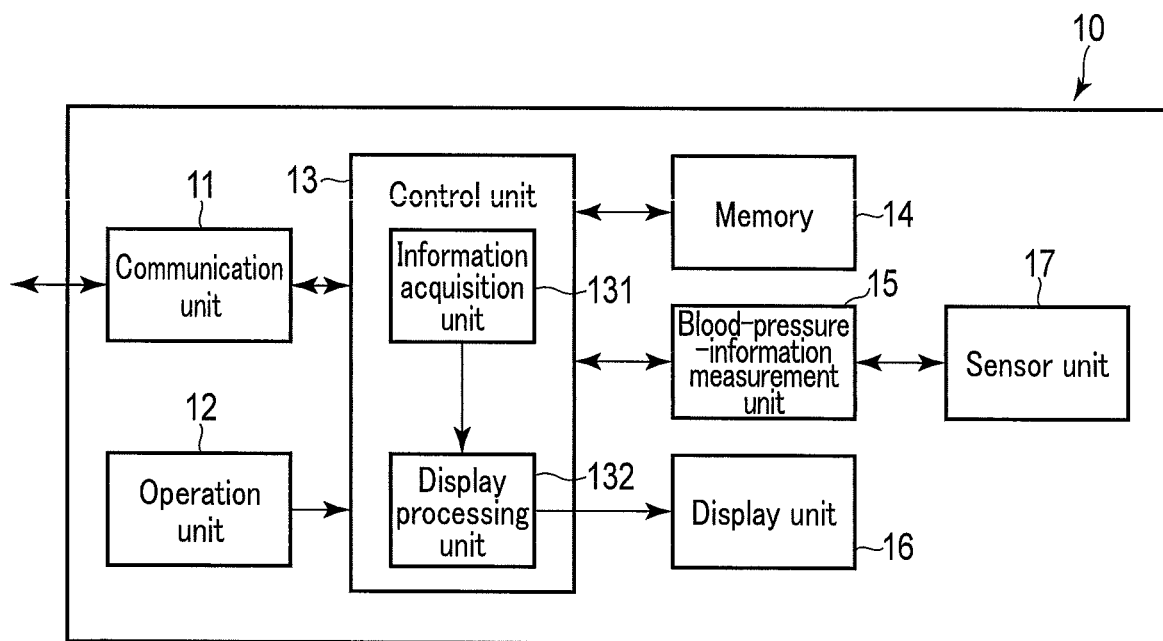 10
11
Communication
unit
12
Operation
unit
13
Control unit
Information
acquisition
unit
131
Display
processing
unit
132
Memory
14
15
Blood-pressure
-information
measurement
unit
17
Sensor unit
Display unit
16